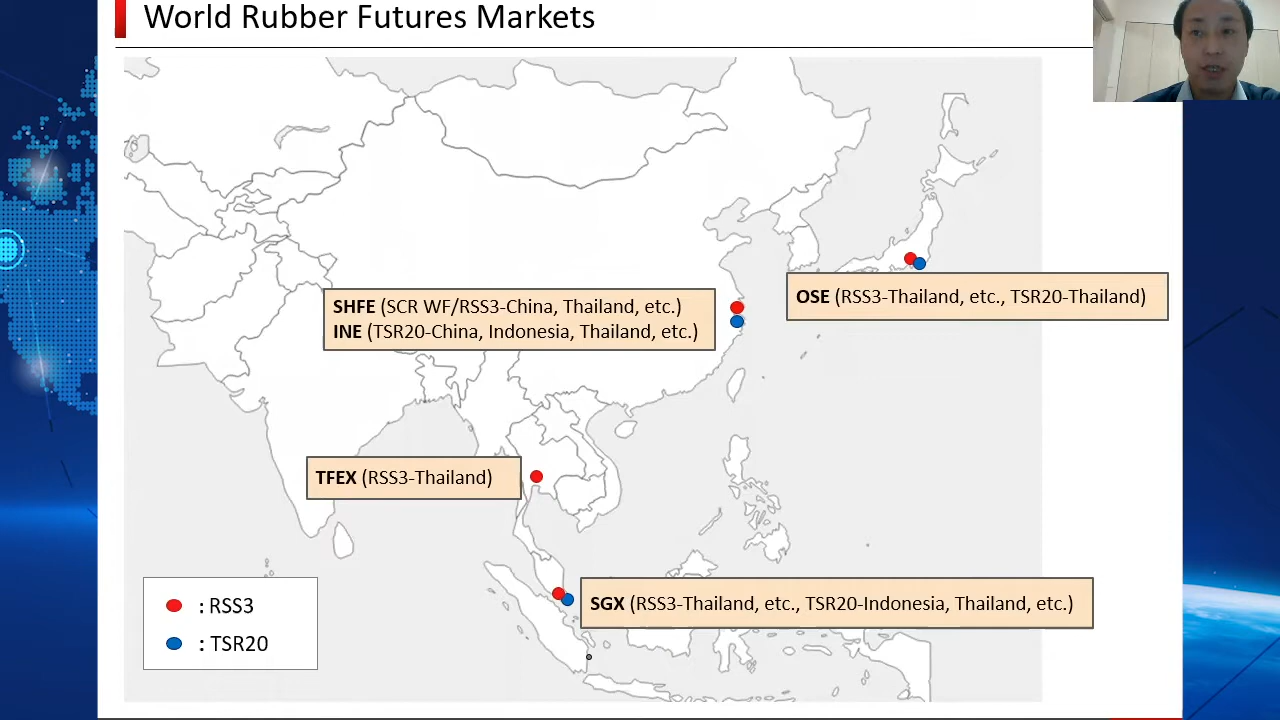 World Rubber Futures Markets
OSE (RSS3-Thailand, etc., TSR20-Thailand)
SHFE (SCR WF/RSS3-China, Thailand, etc.)
INE (TSR20-China, Indonesia, Thailand, etc.)
TFEX (RSS3-Thailand)
SGX (RSS3-Thailand, etc., TSR20-Indonesia, Thailand, etc.)
: RSS3
: TSR20